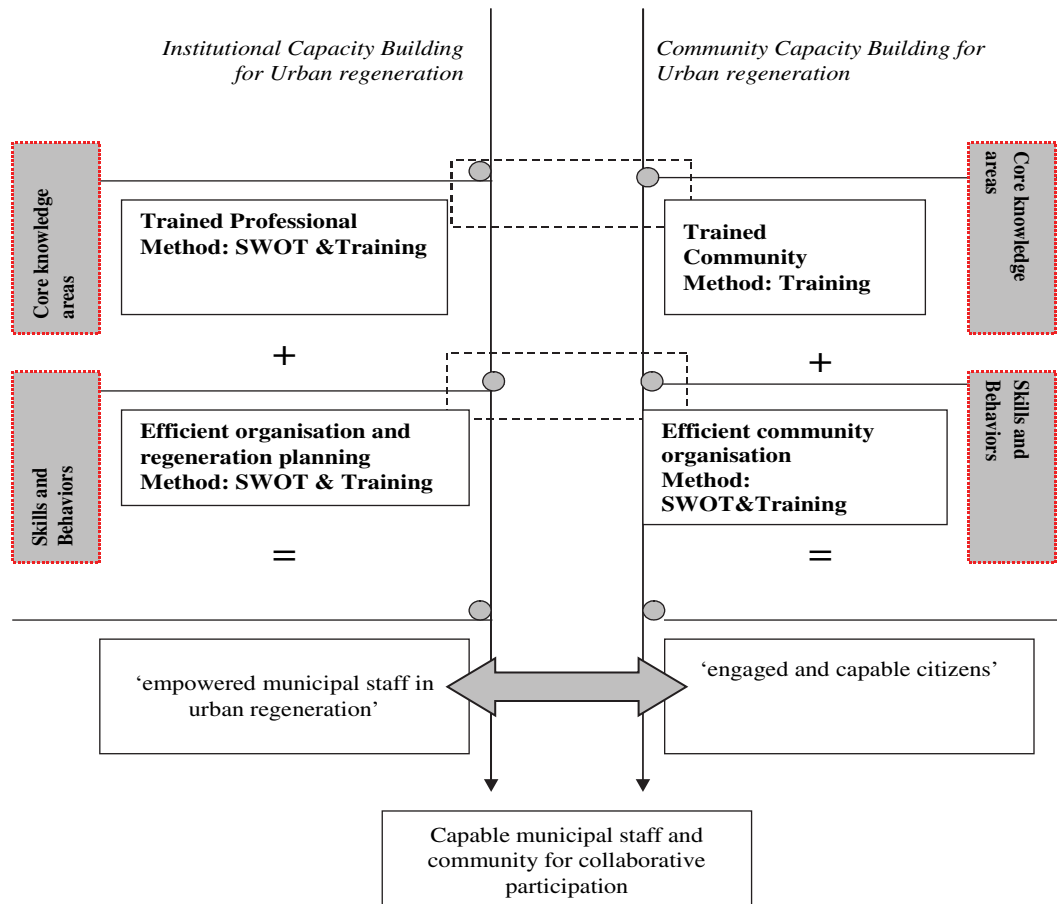 Institutional Capacity Building
for Urban regeneration
Community Capacity Building for
Urban regeneration
Core knowledge
areas
Trained Professional
Method: SWOT &Training
Trained
Community
Method: Training
Core knowledge
areas
+
+
Skills and
Behaviors
Efficient organisation and
regeneration planning
Method: SWOT & Training
Efficient community
organisation
Method:
SWOT&Training
Skills and
Behaviors
=
=
‘empowered municipal staff in
urban regeneration’
‘engaged and capable citizens’
Capable municipal staff and
community for collaborative
participation